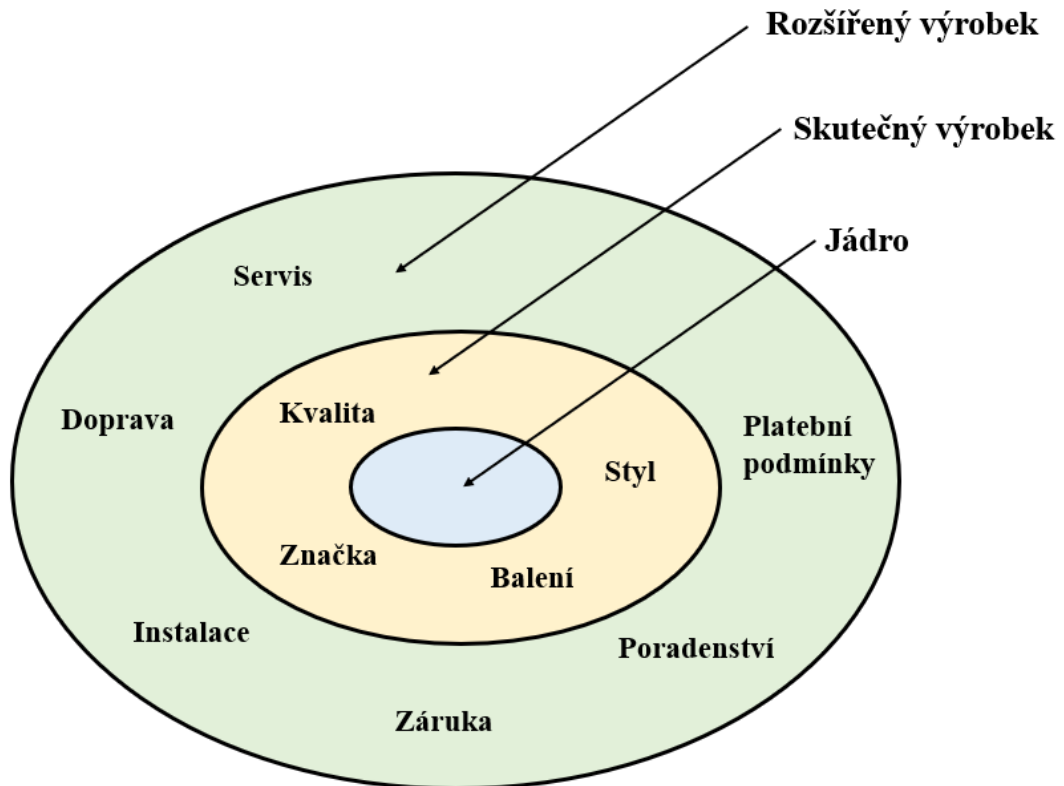 Rozšířený výrobek
Skutečný výrobek
Jádro
Servis
Doprava
Kvalita
Platební
podmínky
Styl
Značka
Balení
Instalace
Poradenství
Záruka